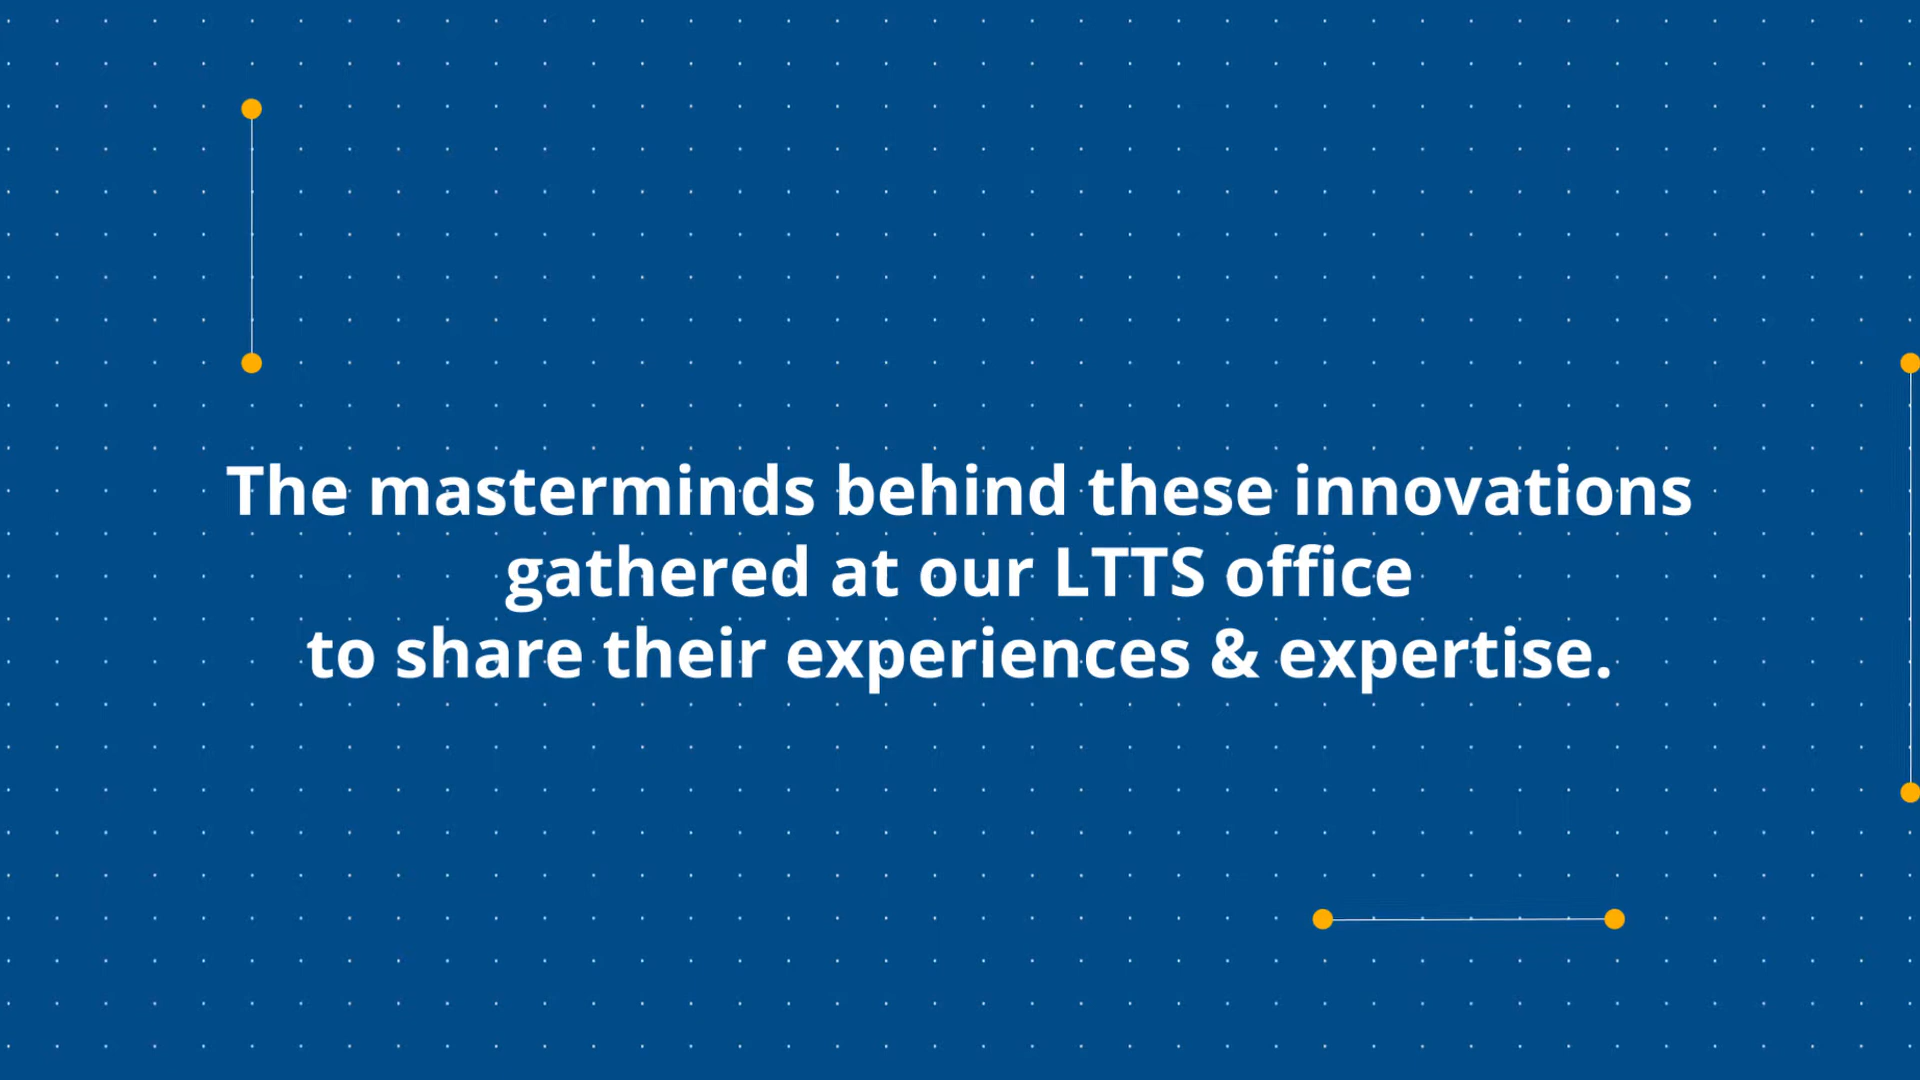 The masterminds behind these innovations
gathered at our LTTS office
to share their experiences & expertise.